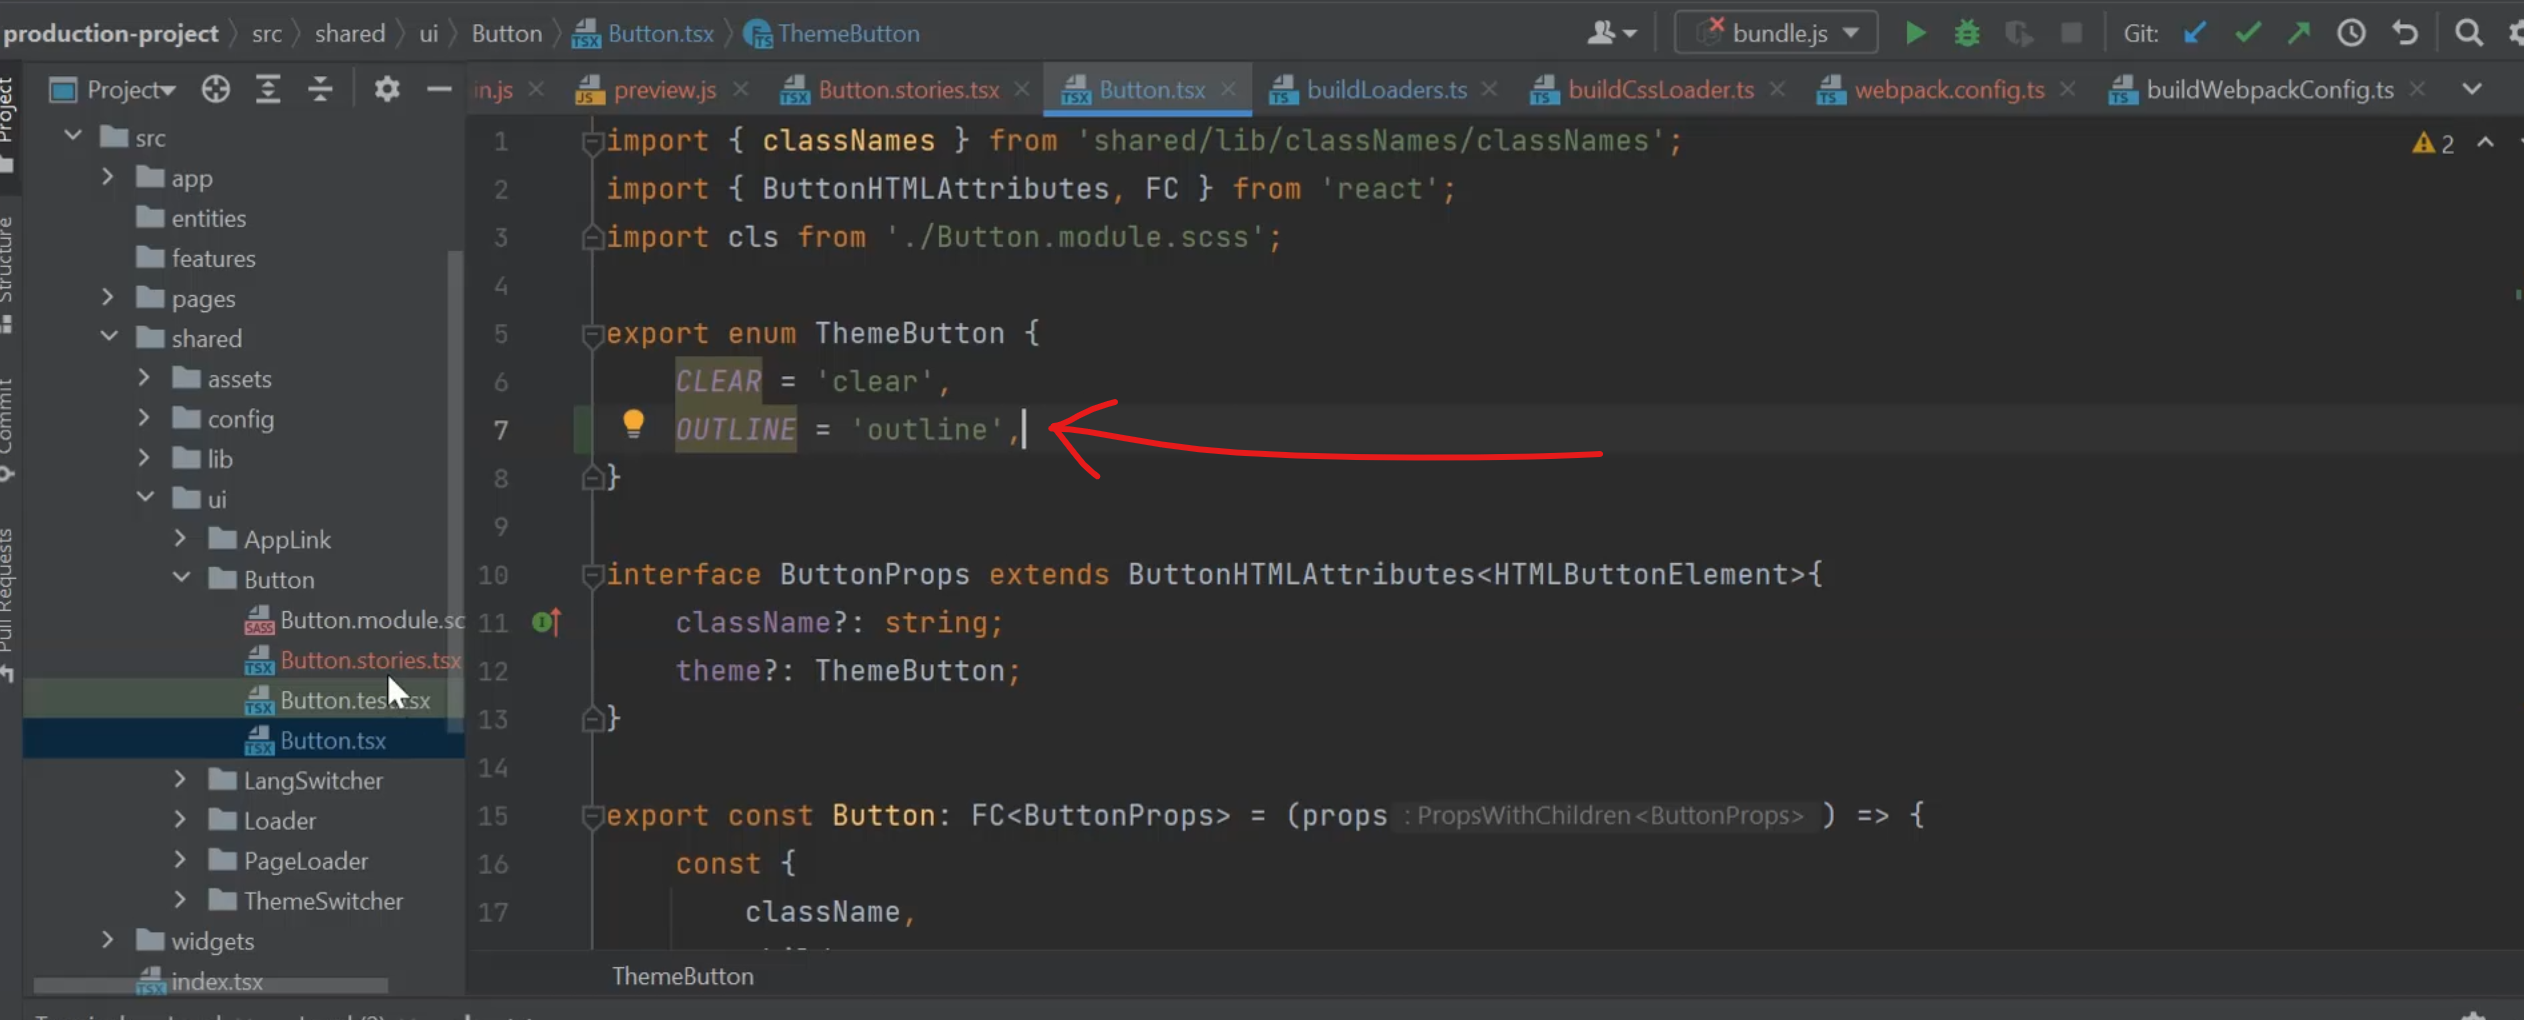 production-project src shared ui Button Button.tsx ThemeButton bundle.js Git:
Project in.js preview.js Button.stories.tsx Button.tsx buildLoaders.ts buildCssLoader.ts webpack.config.ts buildWebpackConfig.ts
Project
Structure
Commit
Pull Requests
src
app
entities
features
pages
shared
assets
config
lib
ui
AppLink
Button
Button.module.sc
Button.stories.tsx
Button.tsx
LangSwitcher
Loader
PageLoader
ThemeSwitcher
widgets
index.tsx
1 import { classNames } from 'shared/lib/classNames/classNames';
2 import { ButtonHTMLAttributes, FC } from 'react';
3 import cls from './Button.module.scss';
4
5 export enum ThemeButton {
6 CLEAR = 'clear',
7 OUTLINE = 'outline',
8 }
9
10 interface ButtonProps extends ButtonHTMLAttributes<HTMLButtonElement>{
11 className?: string;
12 theme?: ThemeButton;
13 }
14
15 export const Button: FC<ButtonProps> = (props : PropsWithChildren<ButtonProps> ) => {
16 const {
17 className,
2
ThemeButton